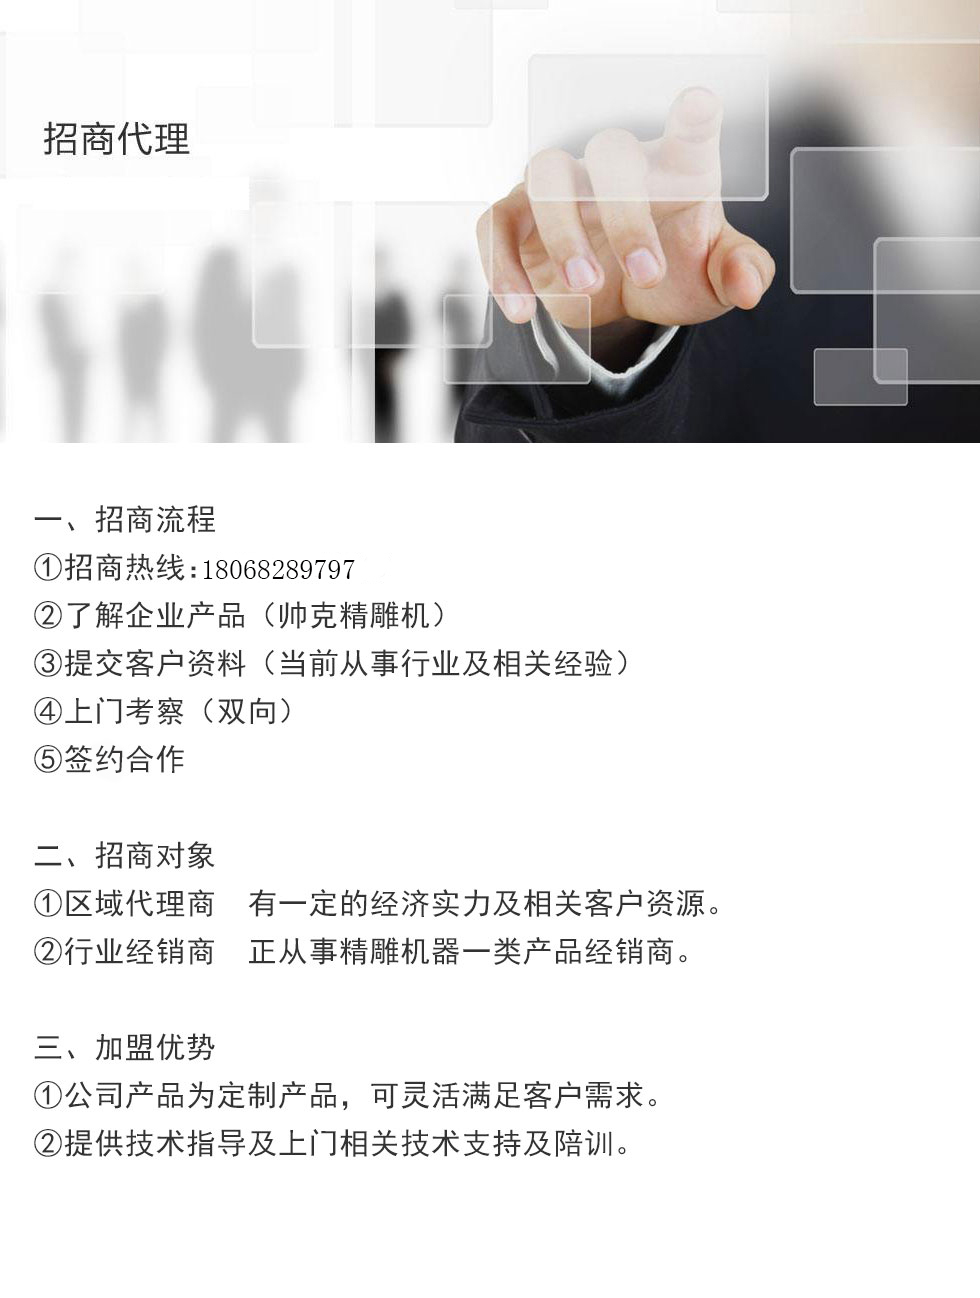 招商代理
一、招商流程
①招商热线:18068289797
②了解企业产品（帅克精雕机）
③提交客户资料（当前从事行业及相关经验）
④上门考察（双向）
⑤签约合作
二、招商对象
①区域代理商　有一定的经济实力及相关客户资源。
②行业经销商　正从事精雕机器一类产品经销商。
三、加盟优势
①公司产品为定制产品，可灵活满足客户需求。
②提供技术指导及上门相关技术支持及陪训。